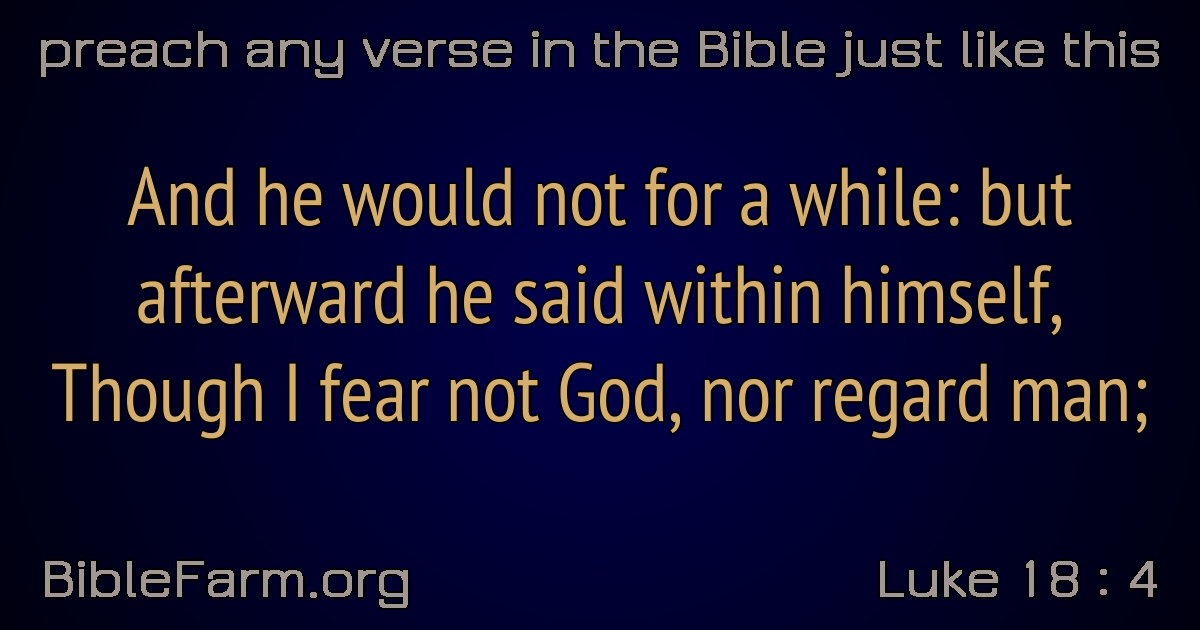 preach any verse in the Bible just like this
And he would not for a while: but
afterward he said within himself,
Though I fear not God, nor regard man;
BibleFarm.org
Luke 18 : 4